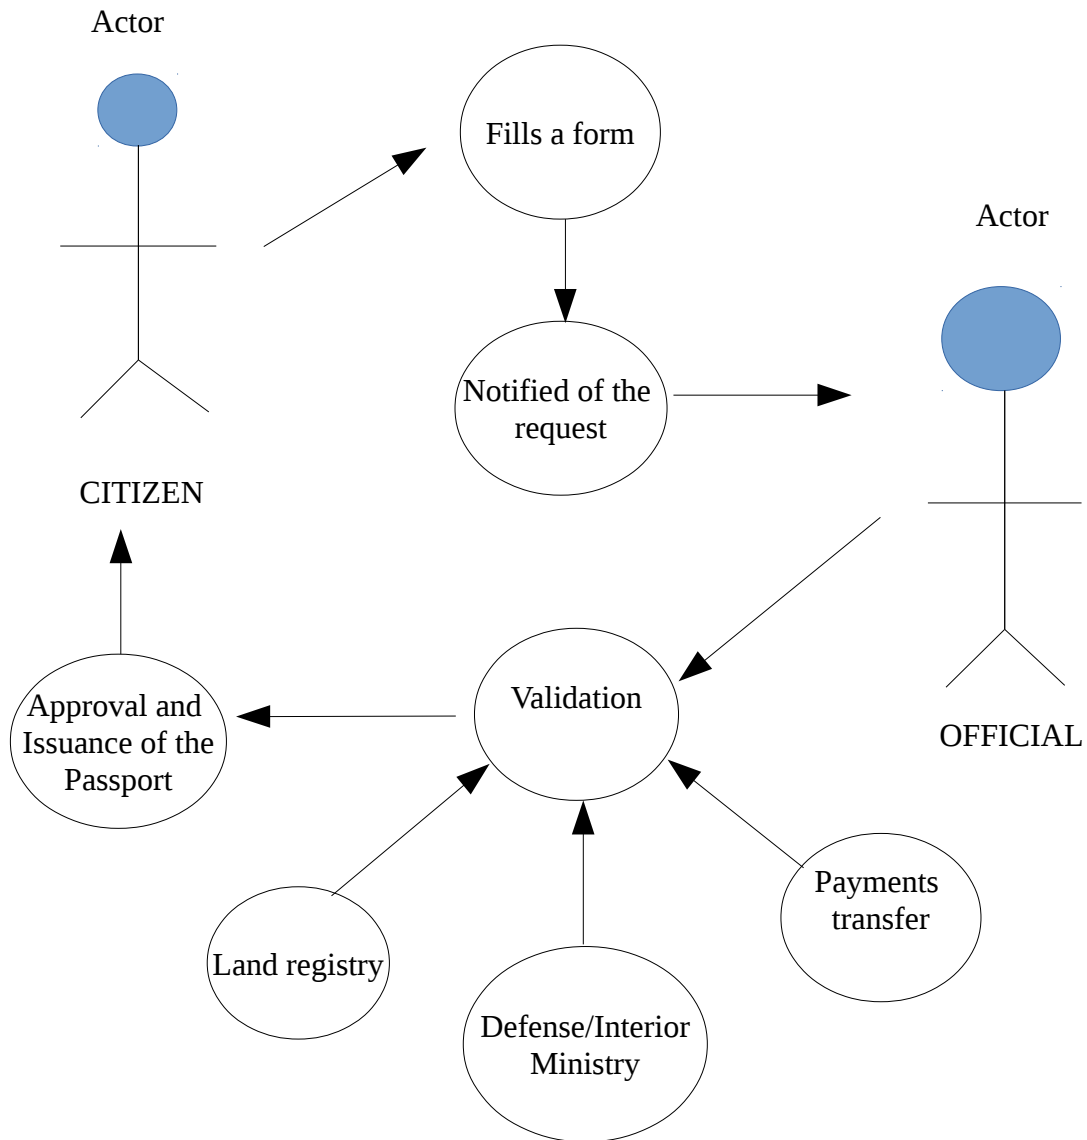 Actor
Fills a form
Actor
Notified of the
request
CITIZEN
Validation
Approval and
Issuance of the
Passport
OFFICIAL
Payments
transfer
Land registry
Defense/Interior
Ministry